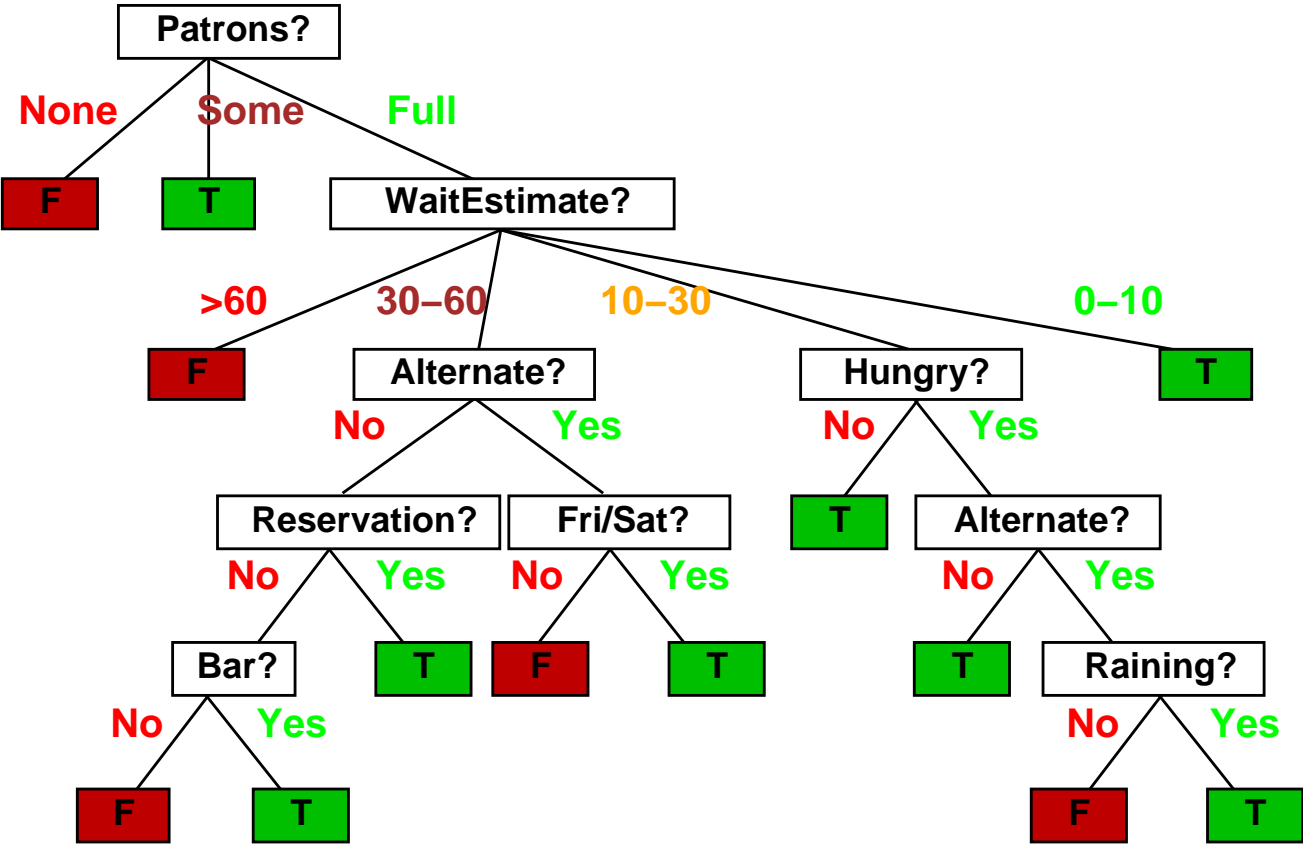 Patrons?
None Some Full
F T WaitEstimate?
>60 30–60 10–30 0–10
F Alternate? Hungry? T
No Yes No Yes
Reservation? Fri/Sat? T Alternate?
No Yes No Yes No Yes
Bar? T F T T Raining?
No Yes No Yes
F T F T